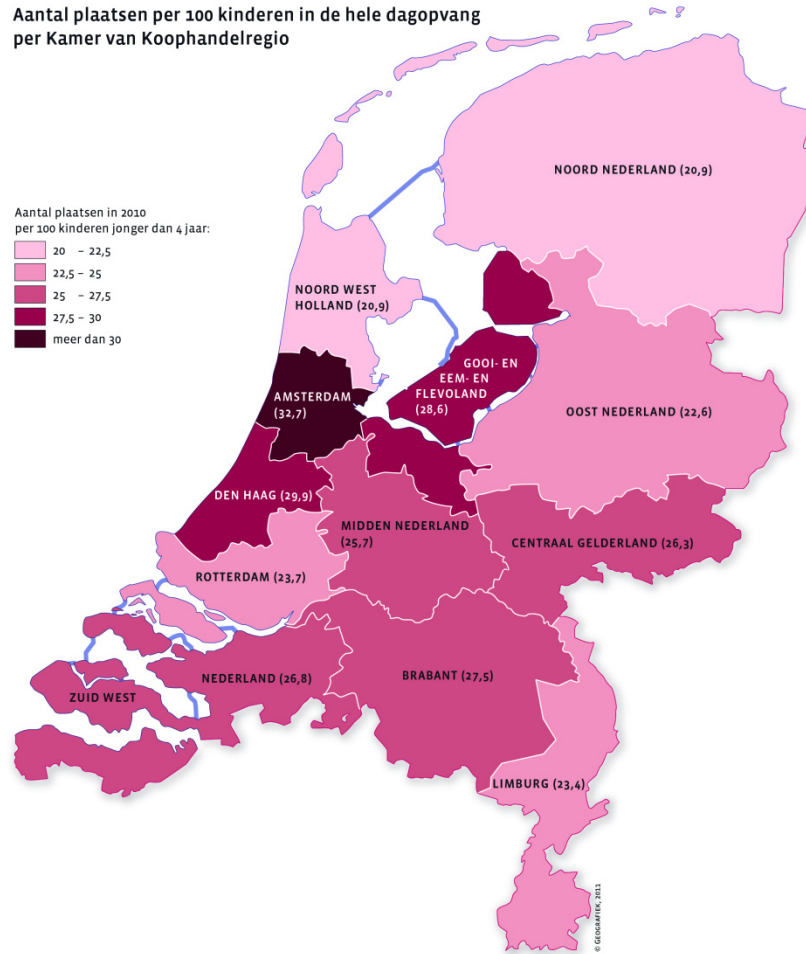 Aantal plaatsen per 100 kinderen in de hele dagopvang
per Kamer van Koophandelregio
NOORD NEDERLAND (20,9)
Aantal plaatsen in 2010
per 100 kinderen jonger dan 4 jaar:
20 – 22,5
22,5 – 25
25 – 27,5
27,5 – 30
meer dan 30
NOORD WEST
HOLLAND (20,9)
GOOI- EN
EEM- EN
FLEVOLAND
(28,6)
AMSTERDAM
(32,7)
OOST NEDERLAND (22,6)
DEN HAAG (29,9)
MIDDEN NEDERLAND
(25,7)
CENTRAAL GELDERLAND (26,3)
ROTTERDAM (23,7)
ZUID WEST
NEDERLAND (26,8)
BRABANT (27,5)
LIMBURG (23,4)
© GEOGRAFIEK, 2011